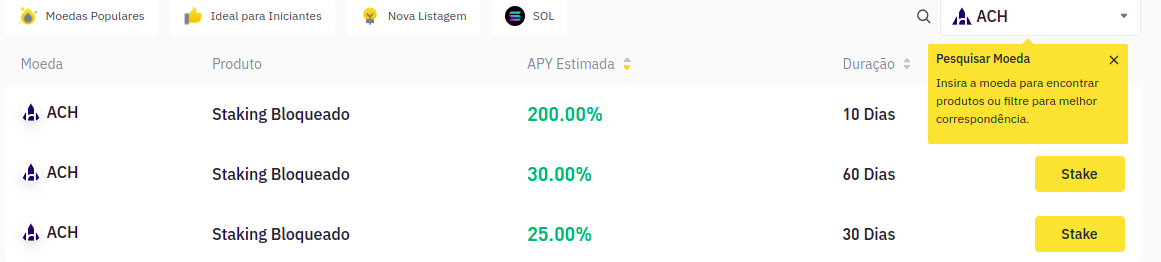 Moedas Populares
Ideal para Iniciantes
Nova Listagem
SOL
ACH
Moeda
Produto
APY Estimada
Duração
Pesquisar Moeda
Insira a moeda para encontrar
produtos ou filtre para melhor
correspondência.
ACH
Staking Bloqueado
200.00%
10 Dias
ACH
Staking Bloqueado
30.00%
60 Dias
Stake
ACH
Staking Bloqueado
25.00%
30 Dias
Stake